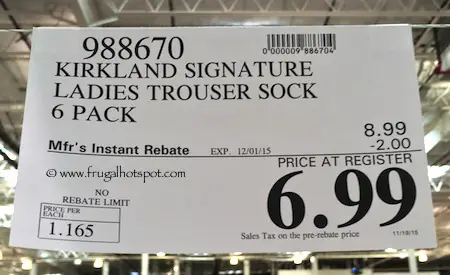 988670
0000009"886704
KIRKLAND SIGNATURE
LADIES TROUSER SOCK
6 PACK
8.99
Mfr's Instant Rebate EXP. 12/01/15 -2.00
PRICE AT REGISTER
© www.frugalhotspot.com
6.99
NO
REBATE LIMIT
PRICE PER
EACH
1.165
Sales Tax on the pre-rebate price
11/10/15